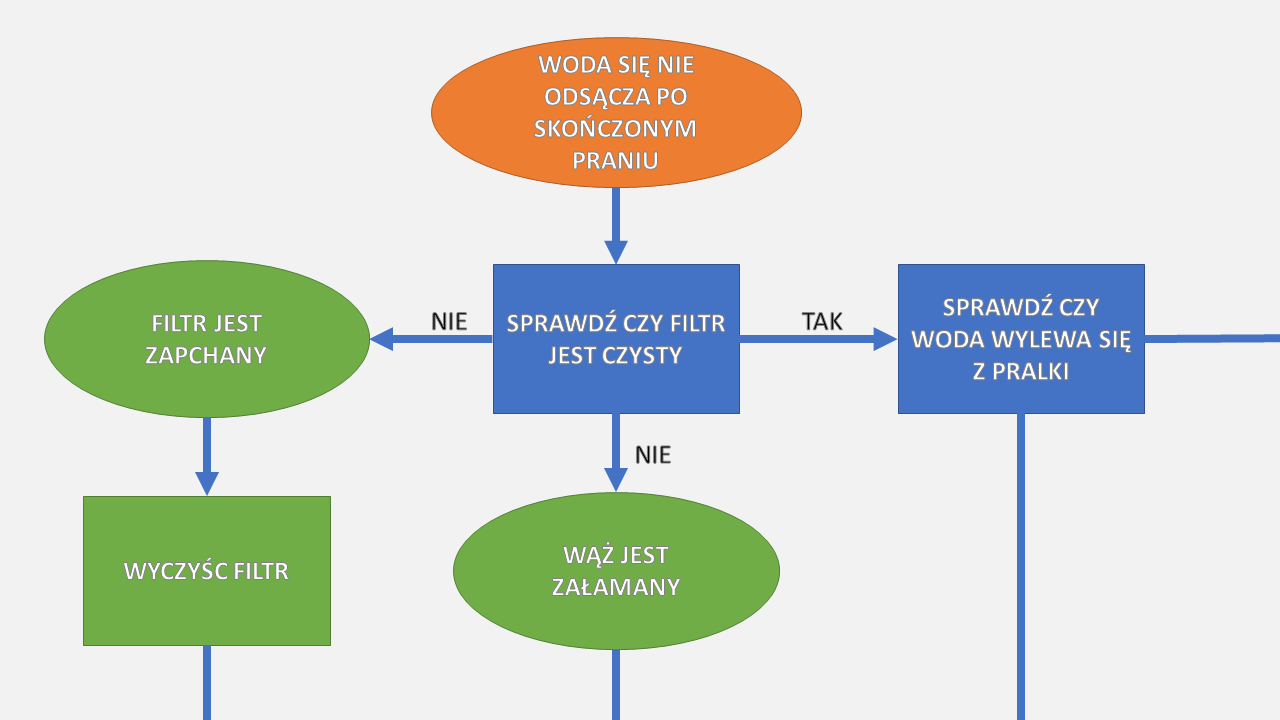 WODA SIĘ NIE
ODSĄCZA PO
SKOŃCZONYM
PRANIU
FILTR JEST
ZAPCHANY
NIE
SPRAWDŹ CZY FILTR
JEST CZYSTY
TAK
SPRAWDŹ CZY
WODA WYLEWA SIĘ
Z PRALKI
NIE
WYCZYŚC FILTR
WĄŻ JEST
ZAŁAMANY